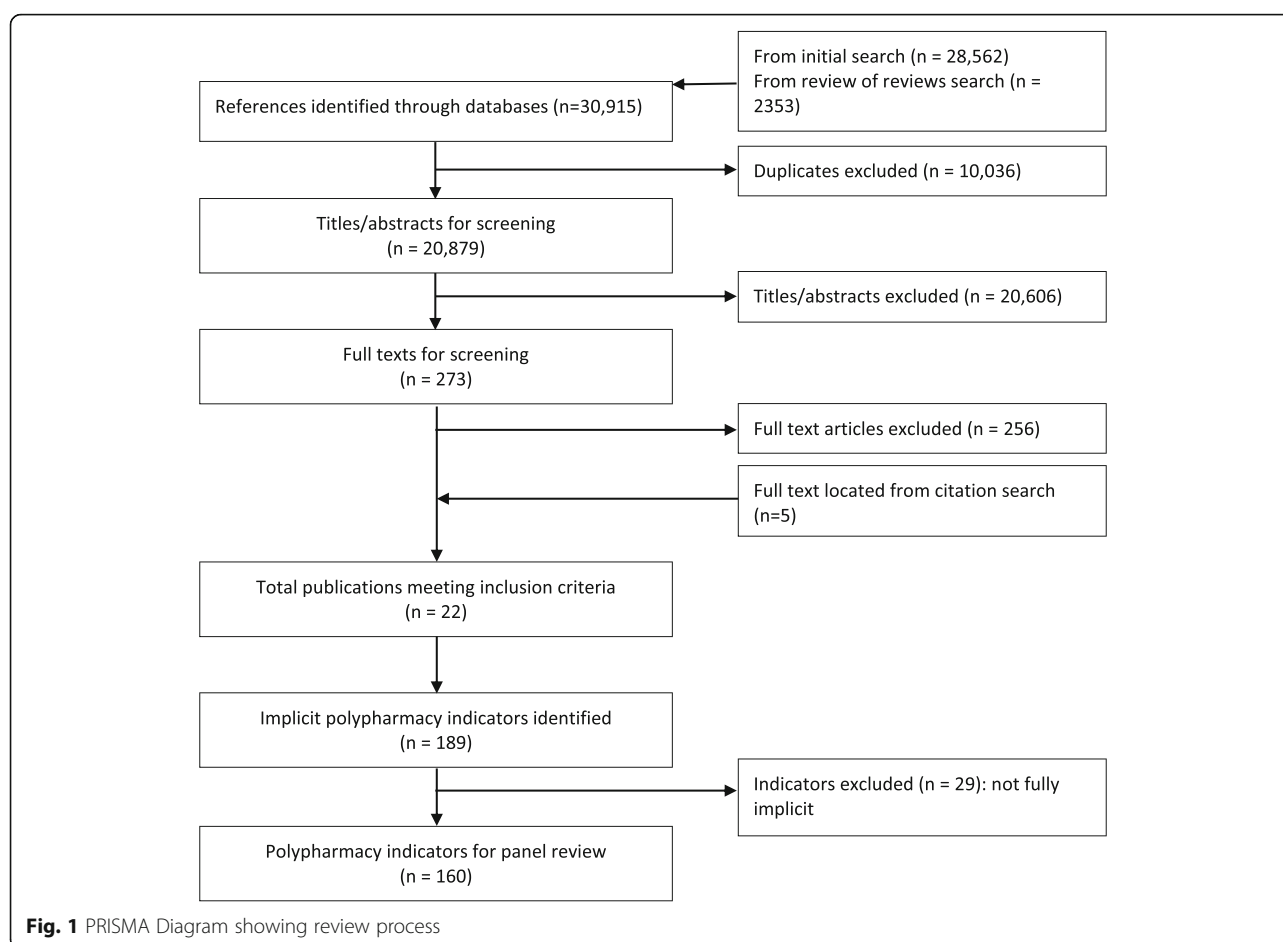 From initial search (n = 28,562)
From review of reviews search (n =
2353)
References identified through databases (n=30,915)
Duplicates excluded (n = 10,036)
Titles/abstracts for screening
(n = 20,879)
Titles/abstracts excluded (n = 20,606)
Full texts for screening
(n = 273)
Full text articles excluded (n = 256)
Full text located from citation search
(n=5)
Total publications meeting inclusion criteria
(n = 22)
Implicit polypharmacy indicators identified
(n = 189)
Indicators excluded (n = 29): not fully
implicit
Polypharmacy indicators for panel review
(n = 160)
Fig. 1 PRISMA Diagram showing review process